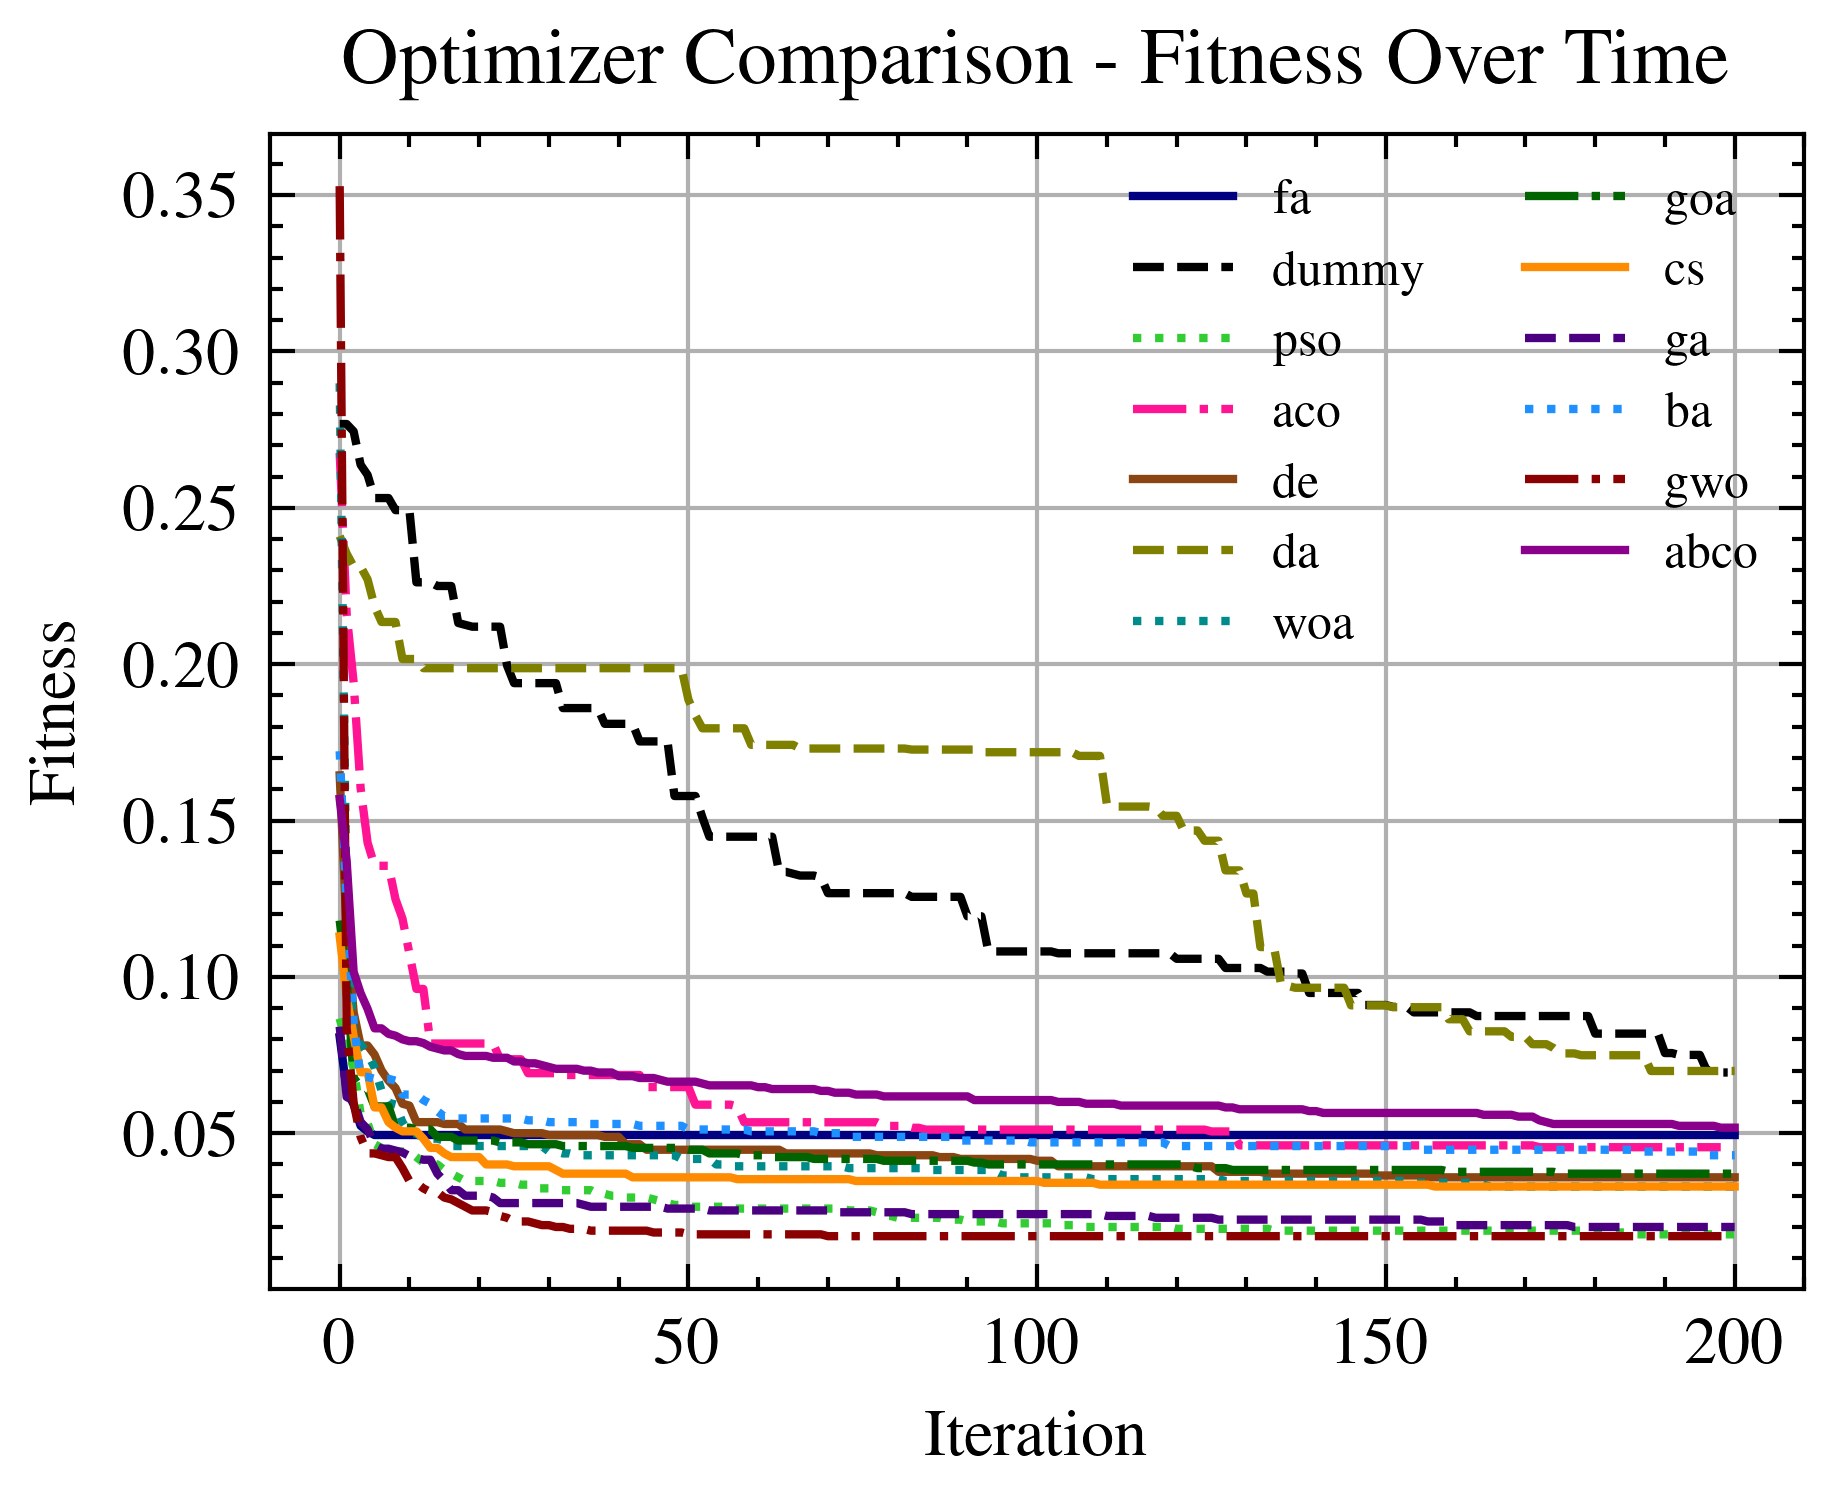 Optimizer Comparison - Fitness Over Time
0.35
0.30
0.25
0.20
0.15
0.10
0.05
Fitness
fa
dummy
pso
aco
de
da
woa
goa
cs
ga
ba
gwo
abco
0 50 100 150 200
Iteration